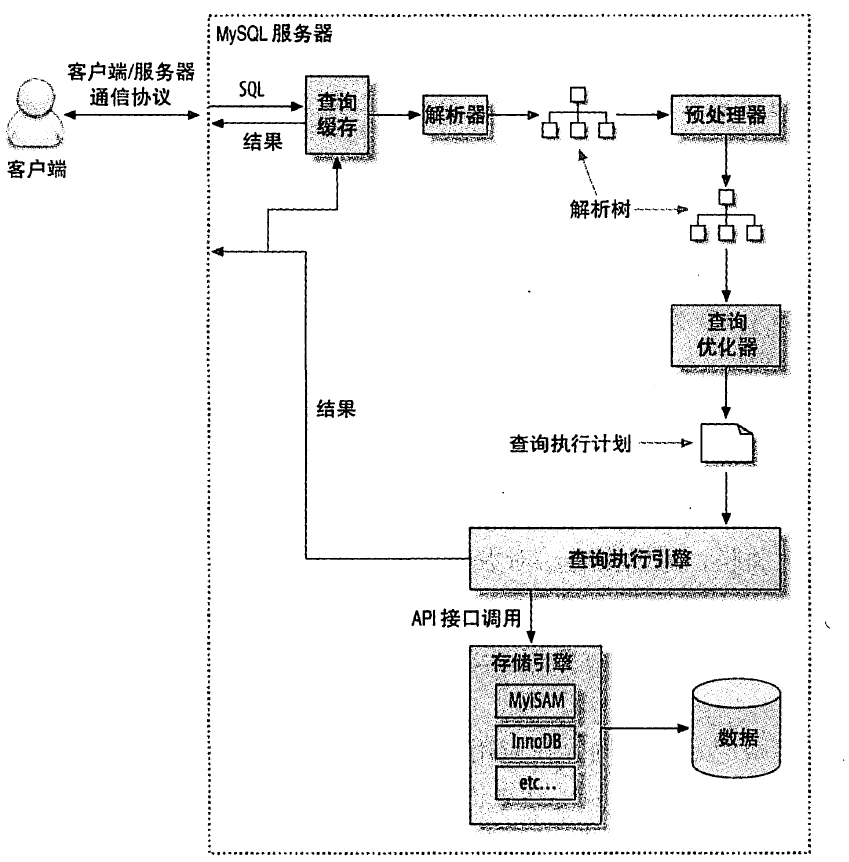 MySQL 服务器
客户端/服务器
通信协议
客户端
SQL
结果
查询
缓存
解析器
预处理器
解析树
查询
优化器
结果
查询执行计划
查询执行引擎
API 接口调用
存储引擎
MyISAM
InnoDB
etc...
数据